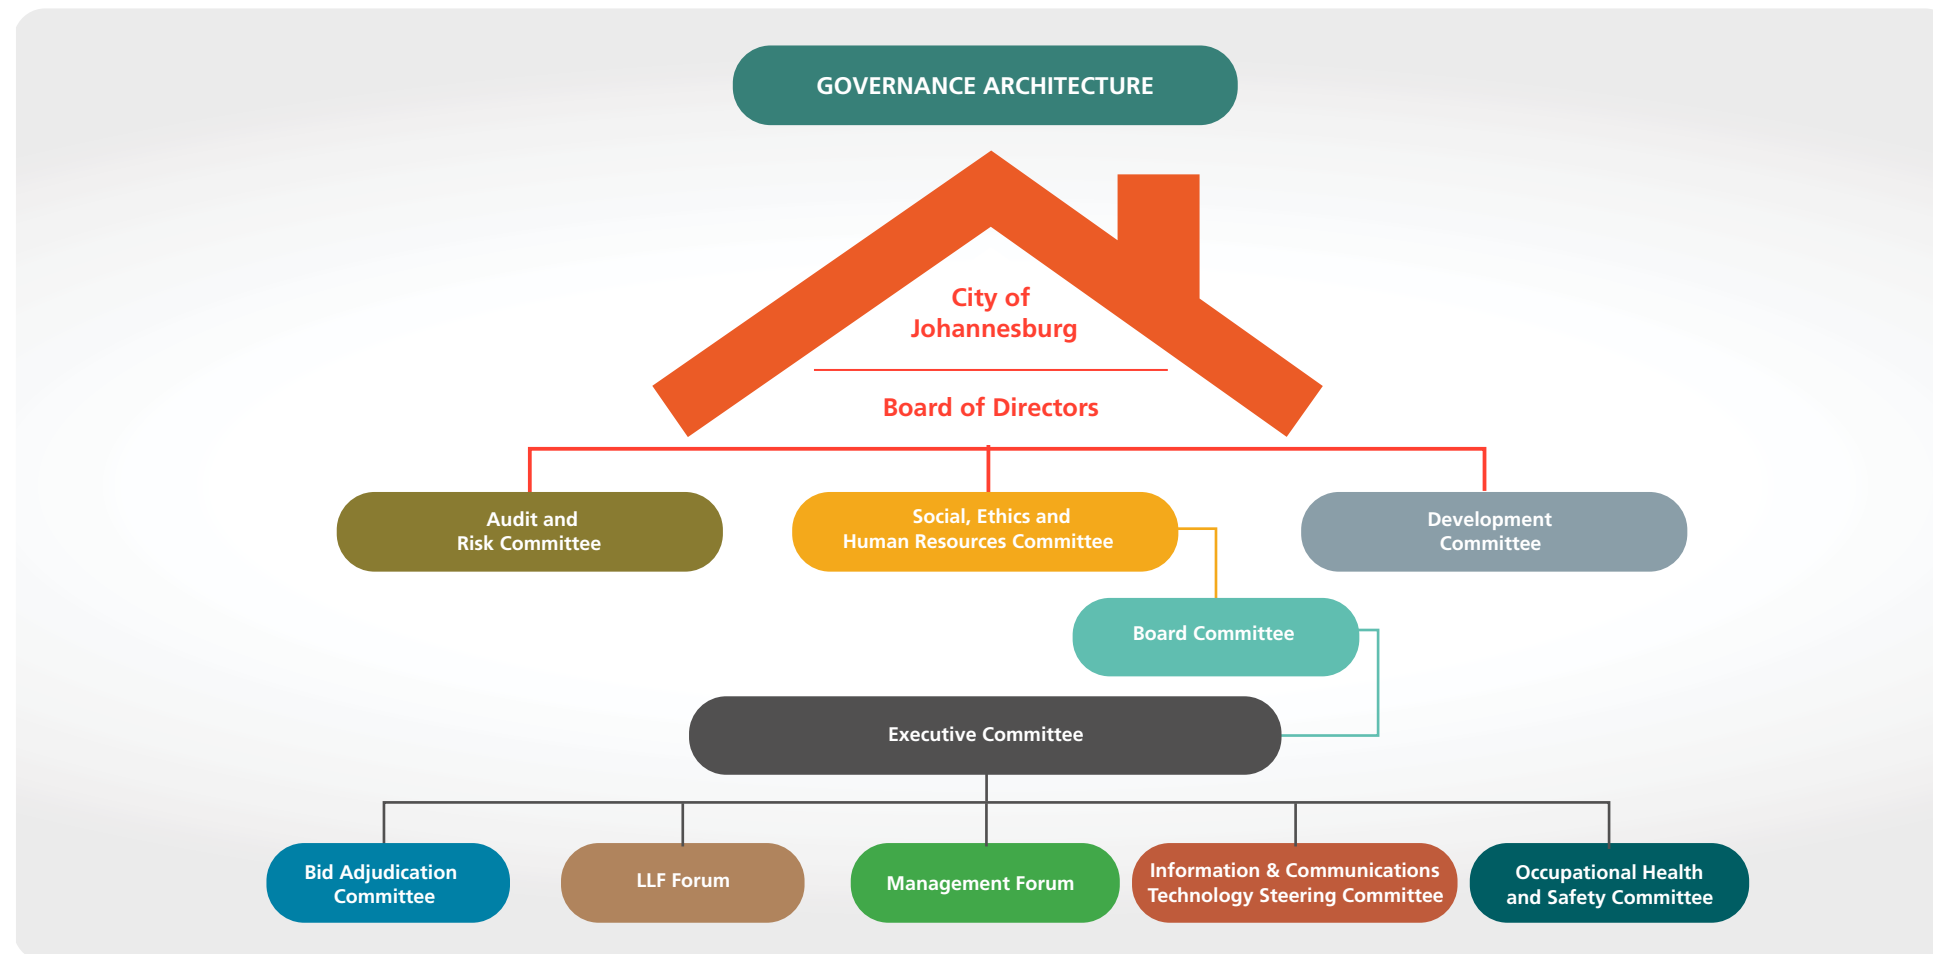 GOVERNANCE ARCHITECTURE
City of
Johannesburg
Board of Directors
Audit and
Risk Committee
Social, Ethics and
Human Resources Committee
Development
Committee
Board Committee
Executive Committee
Bid Adjudication
Committee
LLF Forum
Management Forum
Information & Communications
Technology Steering Committee
Occupational Health
and Safety Committee